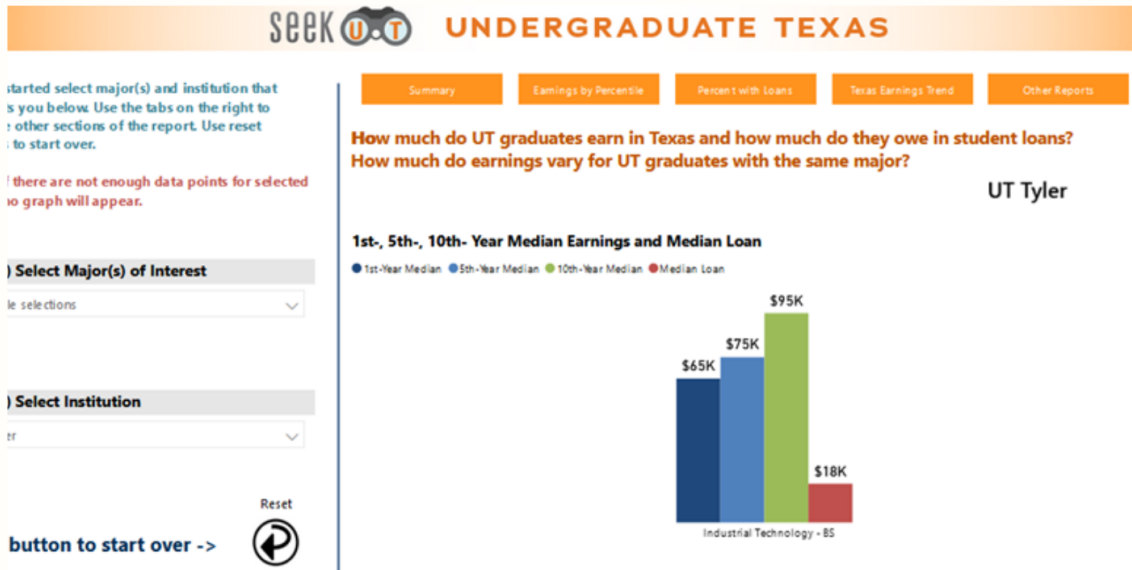 seek UT UNDERGRADUATE TEXAS
started select major(s) and institution that
s you below. Use the tabs on the right to
e other sections of the report. Use reset
to start over.
f there are not enough data points for selected
no graph will appear.
) Select Major(s) of Interest
le selections
) Select Institution
er
Reset
button to start over ->
Summary
Earnings by Percentile
Percent with Loans
Texas Earnings Trend
Other Reports
How much do UT graduates earn in Texas and how much do they owe in student loans?
How much do earnings vary for UT graduates with the same major?
UT Tyler
1st-, 5th-, 10th- Year Median Earnings and Median Loan
1st-Year Median 5th-Year Median 10th-Year Median Median Loan
$95K
$75K
$65K
$18K
Industrial Technology - BS